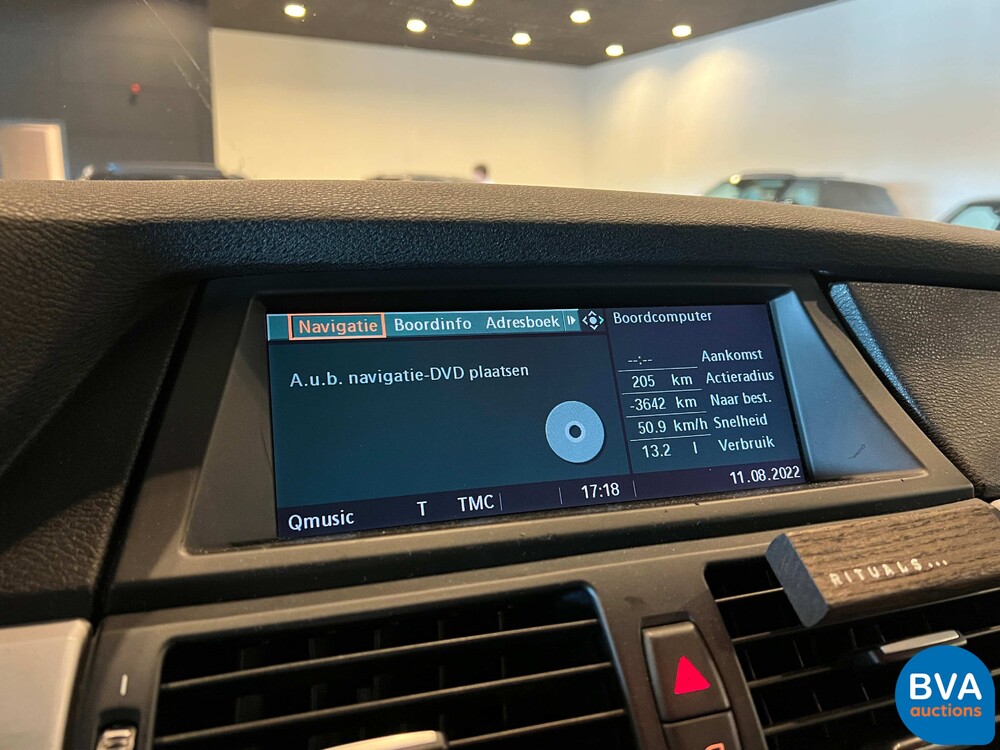 Navigatie Boordinfo Adresboek
A.u.b. navigatie-DVD plaatsen
Boordcomputer
--:-- Aankomst
205 km Actieradius
-3642 km Naar best.
50.9 km/h Snelheid
13.2 l Verbruik
Qmusic T TMC 17:18 11.08.2022
RITUALS...
BVA
auctions